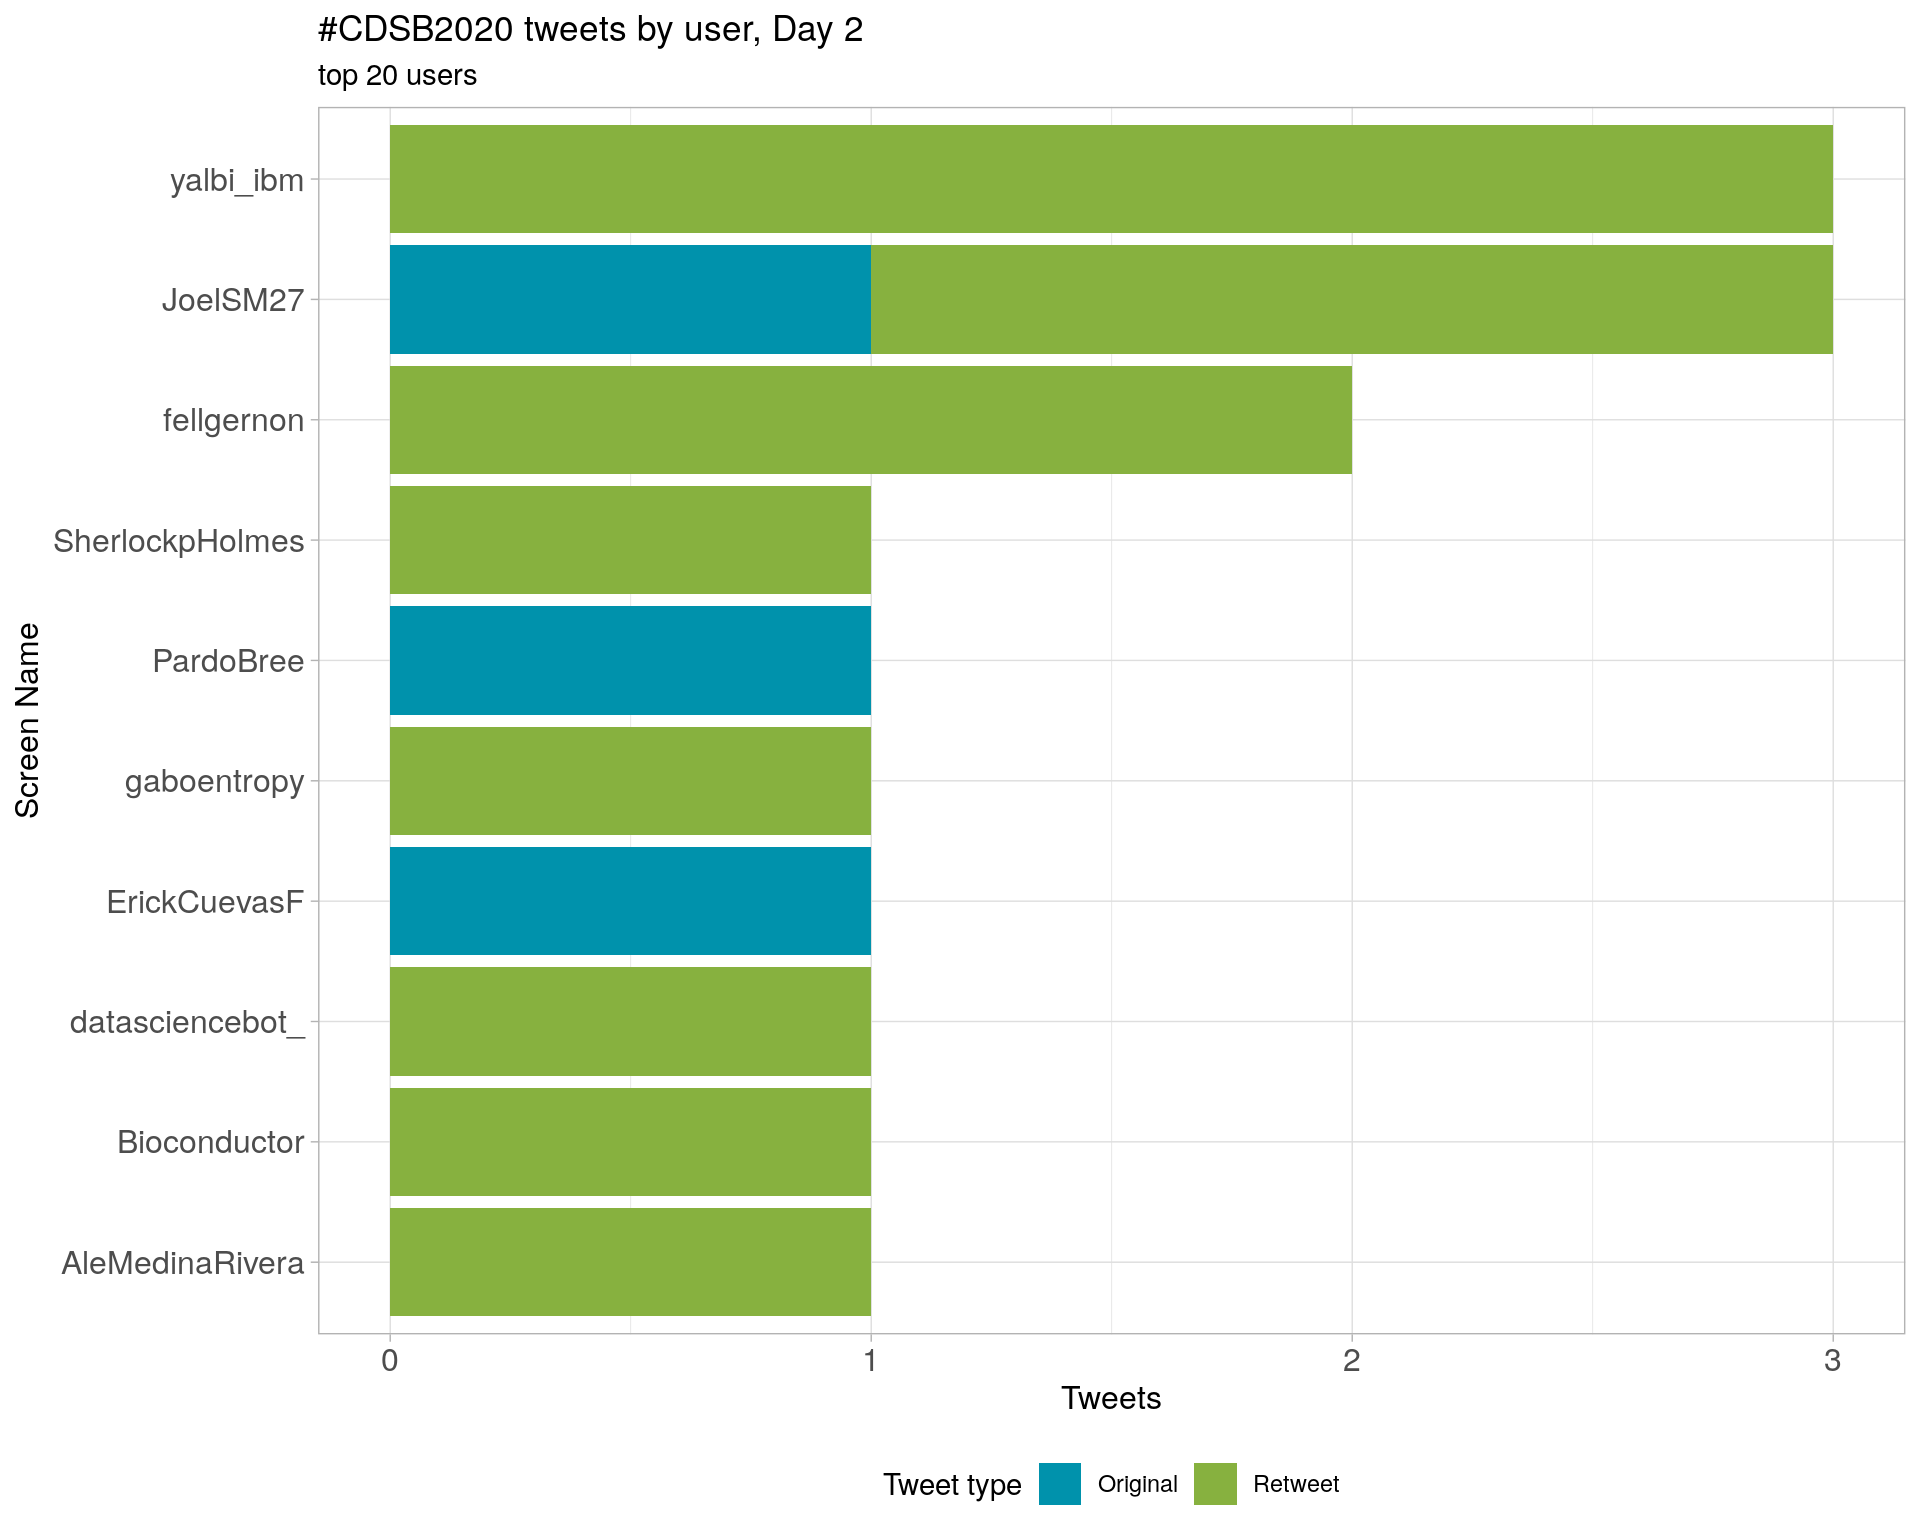 #CDSB2020 tweets by user, Day 2
top 20 users
Screen Name
yalbi_ibm
JoelSM27
fellgernon
SherlockpHolmes
PardoBree
gaboentropy
ErickCuevasF
datasciencebot_
Bioconductor
AleMedinaRivera
0 1 2 3
Tweets
Tweet type Original Retweet